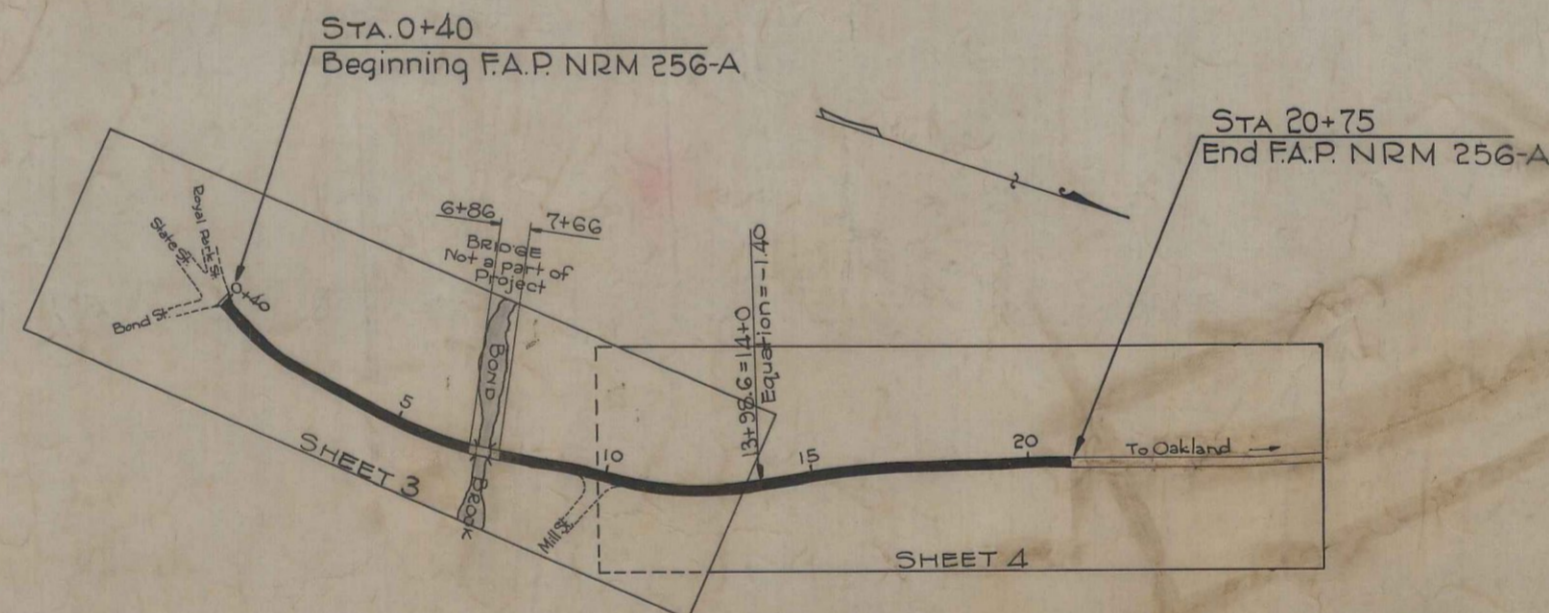 STA. 0+40
Beginning F.A.P. NRM 256-A
STA 20+75
End F.A.P. NRM 256-A
6+86
7+66
BRIDGE
Not a part of
Project
Royal Park St.
State St.
Bond St.
0+40
5
BOND
BROOK
SHEET 3
10
Mill St.
13+98.6=14+0
Equation=-1.40
15
20
To Oakland
SHEET 4